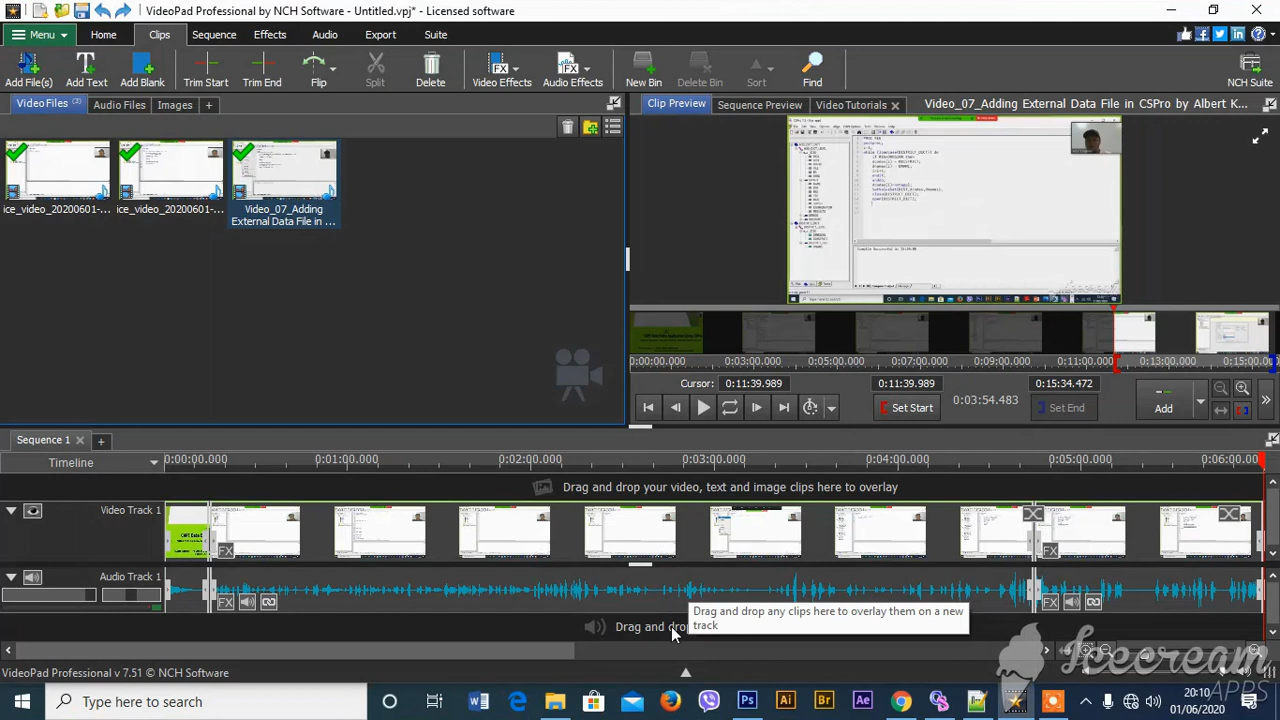 VideoPad Professional by NCH Software - Untitled.vpj* - Licensed software
Menu Home Clips Sequence Effects Audio Export Suite
Add File(s) Add Text Add Blank Trim Start Trim End Flip Split Delete Video Effects Audio Effects New Bin Delete Bin Sort Find NCH Suite
Video Files (3) Audio Files Images + Clip Preview Sequence Preview Video Tutorials Video_07_Adding External Data File in CSPro by Albert K...
ice_video_20200601- _video_20200601-... Video_07_Adding
External Data File in ...
0:00:00.000 0:03:00.000 0:05:00.000 0:07:00.000 0:09:00.000 0:11:00.000 0:13:00.000 0:15:00.0
Cursor: 0:11:39.989 0:11:39.989 0:15:34.472
Set Start 0:03:54.483 Set End Add
Sequence 1 +
Timeline 0:00:00.000 0:01:00.000 0:02:00.000 0:03:00.000 0:04:00.000 0:05:00.000 0:06:00.0
Drag and drop your video, text and image clips here to overlay
Video Track 1
FX FX
Audio Track 1
FX FX
Drag and drop any clips here to overlay them on a new
track
Drag and drop
Icecream
APPS
VideoPad Professional v 7.51 © NCH Software
Type here to search
20:10
01/06/2020